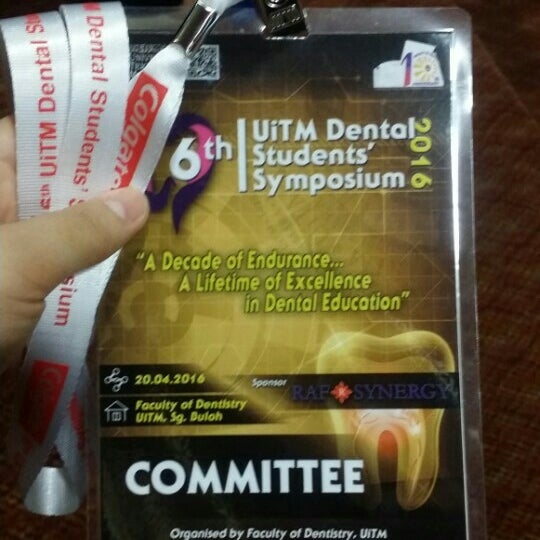 6th UiTM Dental Students' Symposium
Colgate
6th
UiTM Dental
Students'
Symposium
2016
"A Decade of Endurance...
A Lifetime of Excellence
in Dental Education"
20.04.2016
Sponsor
RAF SYNERGY
Faculty of Dentistry
UiTM, Sg. Buloh
COMMITTEE
Organised by Faculty of Dentistry, UiTM